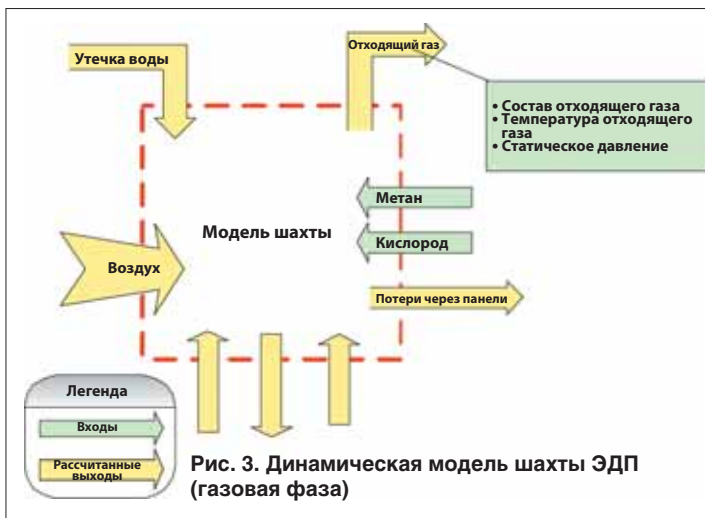 Утечка воды
Отходящий газ
• Состав отходящего газа
• Температура отходящего
газа
• Статическое давление
Метан
Модель шахты
Кислород
Воздух
Потери через панели
Легенда
Входы
Рассчитанные
выходы
Рис. 3. Динамическая модель шахты ЭДП
(газовая фаза)